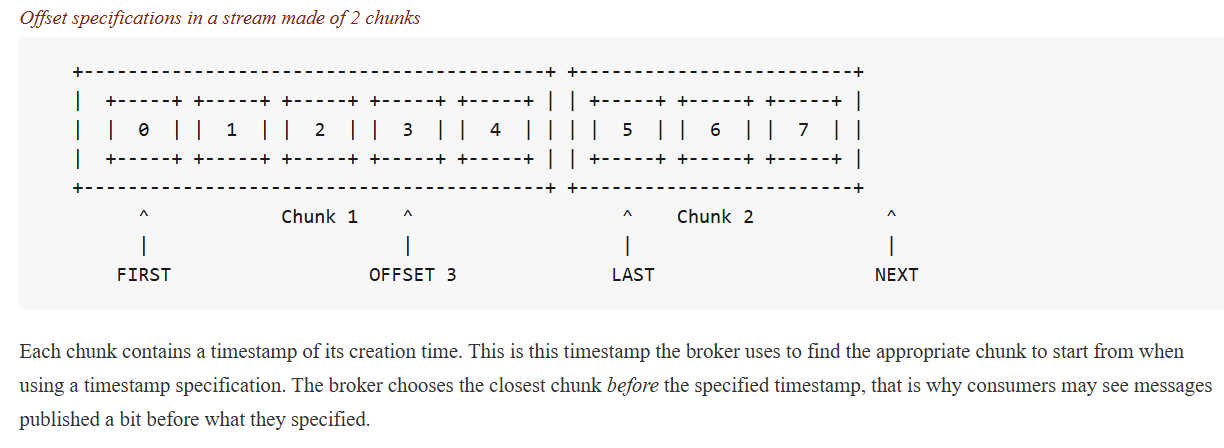 Offset specifications in a stream made of 2 chunks
+------------------------------------------+ +-------------------------+
|  +-----+ +-----+ +-----+ +-----+ +-----+ | | +-----+ +-----+ +-----+ |
|  |  0  | |  1  | |  2  | |  3  | |  4  | | | |  5  | |  6  | |  7  | |
|  +-----+ +-----+ +-----+ +-----+ +-----+ | | +-----+ +-----+ +-----+ |
+------------------------------------------+ +-------------------------+
      ^            Chunk 1    ^                   ^    Chunk 2            ^
      |                       |                   |                       |
    FIRST                  OFFSET 3              LAST                    NEXT
Each chunk contains a timestamp of its creation time. This is this timestamp the broker uses to find the appropriate chunk to start from when
using a timestamp specification. The broker chooses the closest chunk before the specified timestamp, that is why consumers may see messages
published a bit before what they specified.